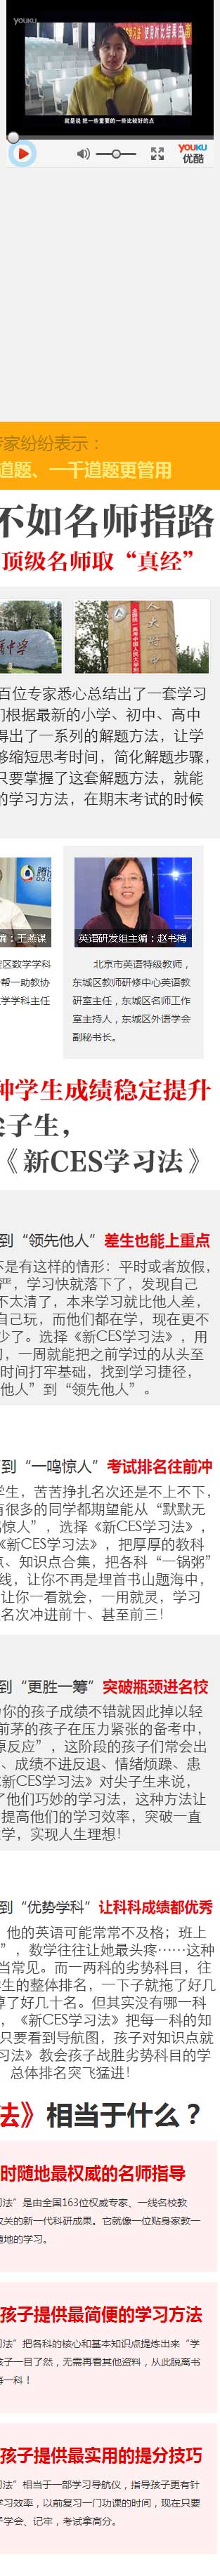 YOUKU
就是说 把一些重要的一些比较好的点
YOUKU
优酷
家纷纷表示：
道题、一千道题更管用
不如名师指路
顶级名师取“真经”
百位专家悉心总结出了一套学习
门根据最新的小学、初中、高中
得出了一系列的解题方法，让学
够缩短思考时间，简化解题步骤，
只要掌握了这套解题方法，就能
的学习方法，在期末考试的时候
编：王燕谋
英语研发组主编：赵书梅
区数学学科
帮一助教协
学学科主任
北京市英语特级教师，
东城区教师研修中心英语教
研室主任，东城区名师工作
室主持人，东城区外语学会
副秘书长。
种学生成绩稳定提升
尖子生，
《新CES学习法》
到“领先他人”差生也能上重点
不是有这样的情形：平时或者放假，
严，学习快就落下了，发现自己
不太清了，本来学习就比他人差，
自己玩，而他们都在学，现在更不
少了。选择《新CES学习法》，用
习，一周就能把之前学过的从头至
时间打牢基础，找到学习捷径，
他人”到“领先他人”。
到“一鸣惊人”考试排名往前冲
学生，苦苦挣扎名次还是不上不下，
有很多的同学都期望能从“默默无
鸣惊人”，选择《新CES学习法》，
《新CES学习法》，把厚厚的教科
点、知识点合集，把各科“一锅粥”
线，让你不再是埋首书山题海中，
让你一看就会，一用就灵，学习
名次冲进前十、甚至前三！
到“更胜一筹”突破瓶颈进名校
为你的孩子成绩不错就因此掉以轻
前茅的孩子在压力紧张的备考中，
原反应”，这阶段的孩子们常会出
、成绩不进反退、情绪烦躁、患
新CES学习法》对尖子生来说，
了他们巧妙的学习法，这种方法让
提高他们的学习效率，突破一直
学，实现人生理想！
到“优势学科”让科科成绩都优秀
，他的英语可能常常不及格；班上
”，数学往往让她最头疼……这种
当常见。而一两科的劣势科目，往
生的整体排名，一下子就拖了好几
掉了好几十名。但其实没有哪一科
，《新CES学习法》把每一科的知
只要看到导航图，孩子对知识点就
习法》教会孩子战胜劣势科目的学
总体排名突飞猛进！
法》相当于什么？
时随地最权威的名师指导
习法”是由全国163位权威专家、一线名校教
攻关的新一代科研成果。它就像一位贴身家教一
随地的学习。
孩子提供最简便的学习方法
习法”把各科的核心和基本知识点提炼出来“学
孩子一目了然，无需再看其他资料，从此脱离书
每一科！
孩子提供最实用的提分技巧
习法”相当于一部学习导航仪，指导孩子更有针
学习效率，以前复习一门功课的时间，现在只要
子学会、记牢，考试拿高分。